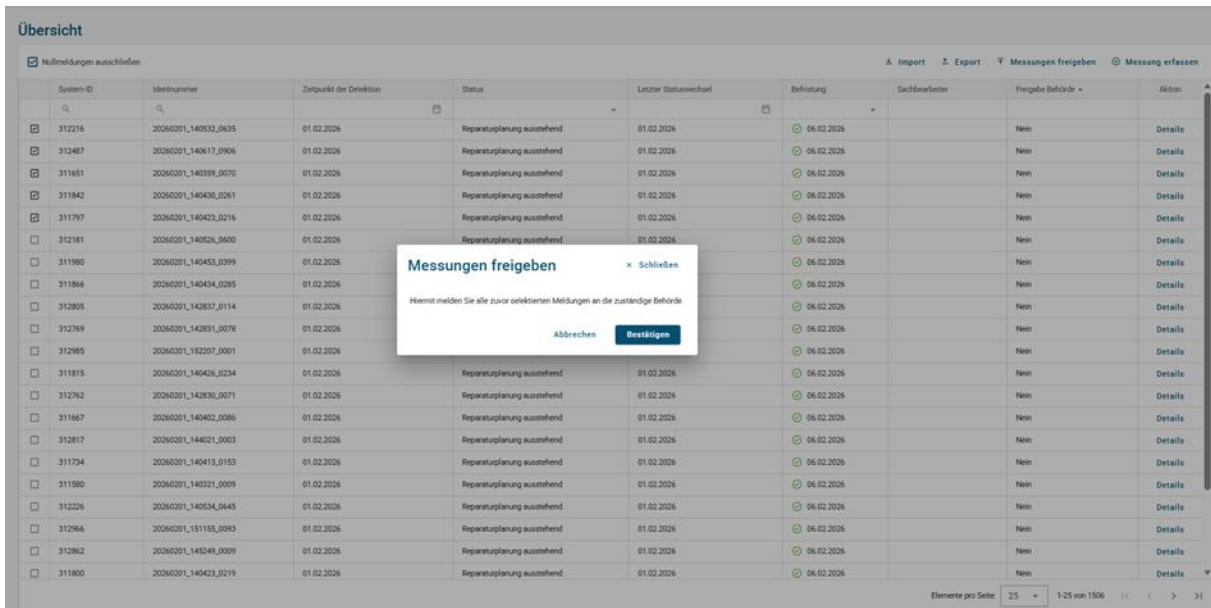 Übersicht
Nullmeldungen ausschließen Import Export Messungen freigeben Messung erfassen
System-ID Identnummer Zeitpunkt der Detektion Status Letzter Statuswechsel Befristung Sachbearbeiter Freigabe Behörde Aktion
312216 20260201_140532_0635 01.02.2026 Reparaturplanung ausstehend 01.02.2026 06.02.2026 Nein Details
312487 20260201_140617_0906 01.02.2026 Reparaturplanung ausstehend 01.02.2026 06.02.2026 Nein Details
311651 20260201_140359_0070 01.02.2026 Reparaturplanung ausstehend 01.02.2026 06.02.2026 Nein Details
311842 20260201_140430_0261 01.02.2026 Reparaturplanung ausstehend 01.02.2026 06.02.2026 Nein Details
311797 20260201_140423_0216 01.02.2026 Reparaturplanung ausstehend 01.02.2026 06.02.2026 Nein Details
312181 20260201_140526_0600 01.02.2026 Reparaturplanung ausstehend 01.02.2026 06.02.2026 Nein Details
311980 20260201_140453_0399 01.02.2026 06.02.2026 Nein Details
311866 20260201_140434_0285 01.02.2026 06.02.2026 Nein Details
312805 20260201_142837_0114 01.02.2026 06.02.2026 Nein Details
312769 20260201_142831_0078 01.02.2026 06.02.2026 Nein Details
312985 20260201_152207_0001 01.02.2026 06.02.2026 Nein Details
Messungen freigeben Schließen
Hiermit melden Sie alle zuvor selektierten Meldungen an die zuständige Behörde.
Abbrechen Bestätigen
311815 20260201_140426_0234 01.02.2026 Reparaturplanung ausstehend 01.02.2026 06.02.2026 Nein Details
312762 20260201_142830_0071 01.02.2026 Reparaturplanung ausstehend 01.02.2026 06.02.2026 Nein Details
311667 20260201_140402_0086 01.02.2026 Reparaturplanung ausstehend 01.02.2026 06.02.2026 Nein Details
312817 20260201_144021_0003 01.02.2026 Reparaturplanung ausstehend 01.02.2026 06.02.2026 Nein Details
311734 20260201_140413_0153 01.02.2026 Reparaturplanung ausstehend 01.02.2026 06.02.2026 Nein Details
311580 20260201_140321_0009 01.02.2026 Reparaturplanung ausstehend 01.02.2026 06.02.2026 Nein Details
312226 20260201_140534_0645 01.02.2026 Reparaturplanung ausstehend 01.02.2026 06.02.2026 Nein Details
312966 20260201_151155_0093 01.02.2026 Reparaturplanung ausstehend 01.02.2026 06.02.2026 Nein Details
312862 20260201_145249_0009 01.02.2026 Reparaturplanung ausstehend 01.02.2026 06.02.2026 Nein Details
311800 20260201_140423_0219 01.02.2026 Reparaturplanung ausstehend 01.02.2026 06.02.2026 Nein Details
Elemente pro Seite: 25 1-25 von 1506